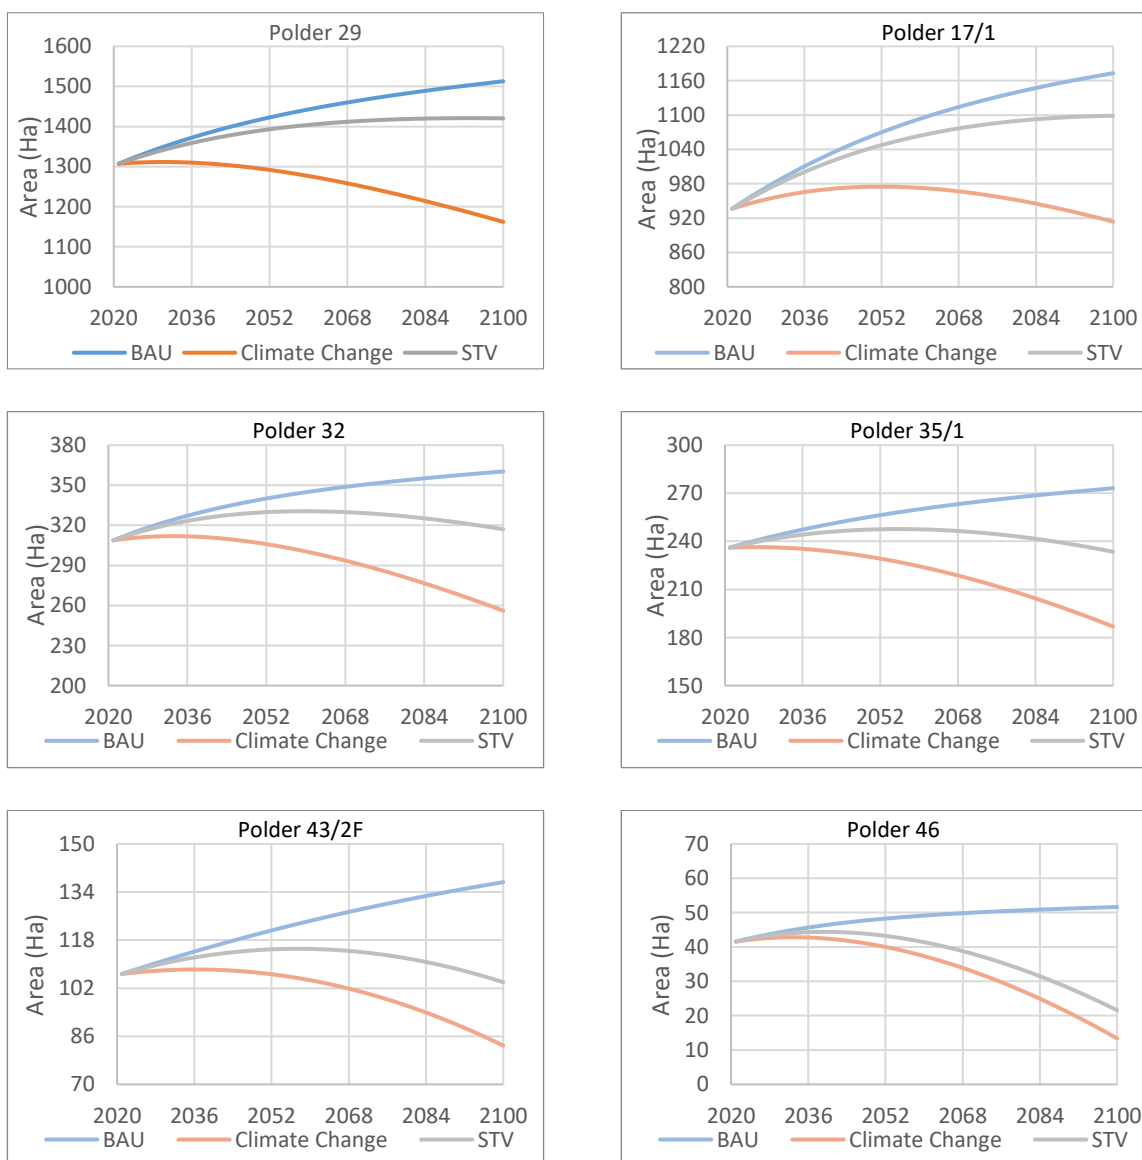 Polder 29
1600
1500
1400
1300
1200
1100
1000
Area (Ha)
2020 2036 2052 2068 2084 2100
BAU Climate Change STV
Polder 17/1
1220
1160
1100
1040
980
920
860
800
Area (Ha)
2020 2036 2052 2068 2084 2100
BAU Climate Change STV
Polder 32
380
350
320
290
260
230
200
Area (Ha)
2020 2036 2052 2068 2084 2100
BAU Climate Change STV
Polder 35/1
300
270
240
210
180
150
Area (Ha)
2020 2036 2052 2068 2084 2100
BAU Climate Change STV
Polder 43/2F
150
134
118
102
86
70
Area (Ha)
2020 2036 2052 2068 2084 2100
BAU Climate Change STV
Polder 46
70
60
50
40
30
20
10
0
Area (Ha)
2020 2036 2052 2068 2084 2100
BAU Climate Change STV